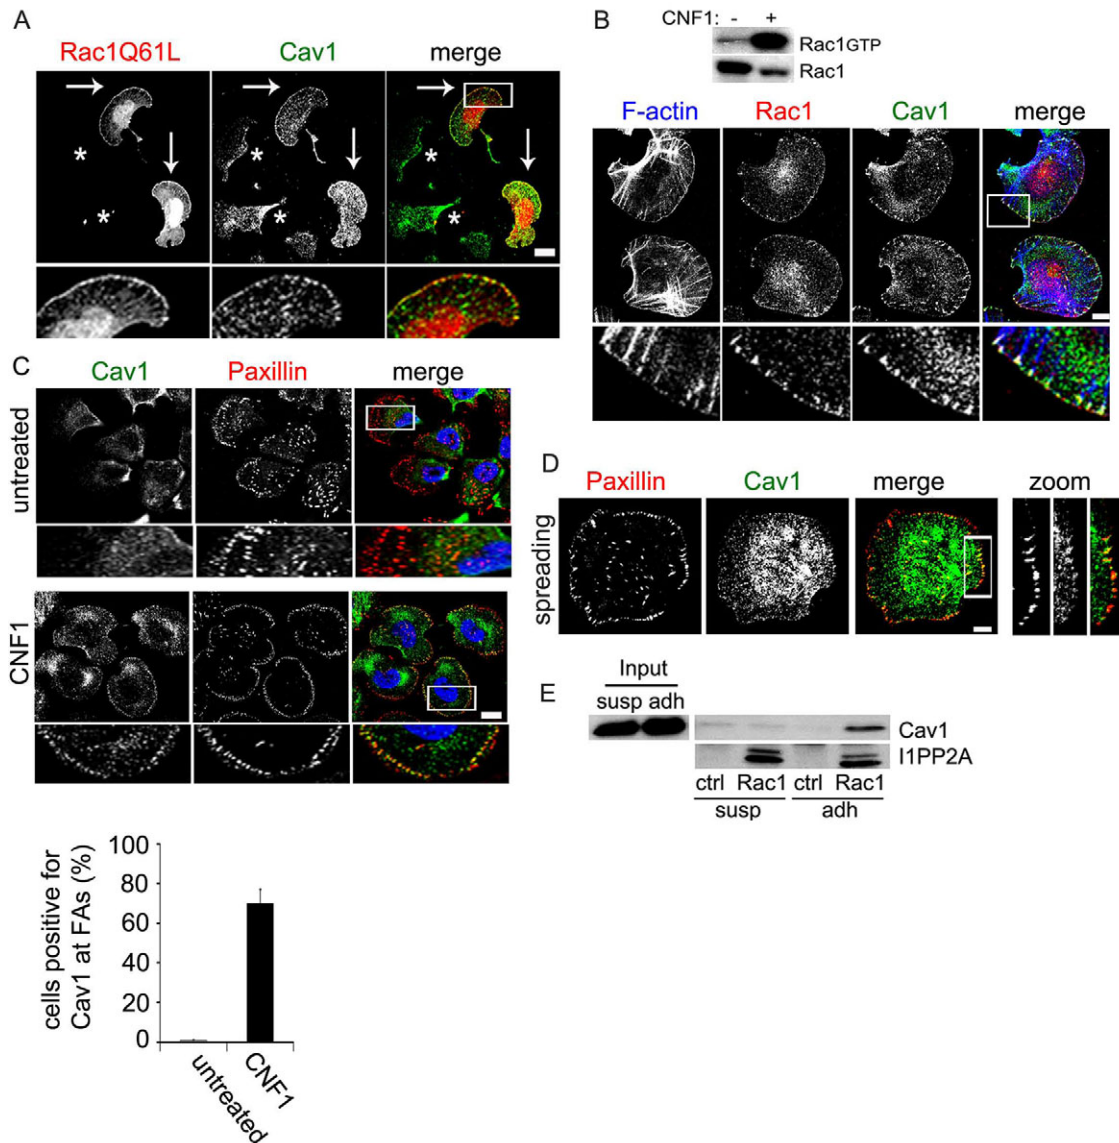 A
Rac1Q61L Cav1 merge
* * *
* *
B
CNF1: - +
Rac1GTP
Rac1
F-actin Rac1 Cav1 merge
C
Cav1 Paxillin merge
untreated
CNF1
cells positive for
Cav1 at FAs (%)
100
80
60
40
20
0
untreated
CNF1
D
Paxillin Cav1 merge zoom
spreading
E
Input
susp adh
Cav1
I1PP2A
ctrl Rac1 ctrl Rac1
susp adh